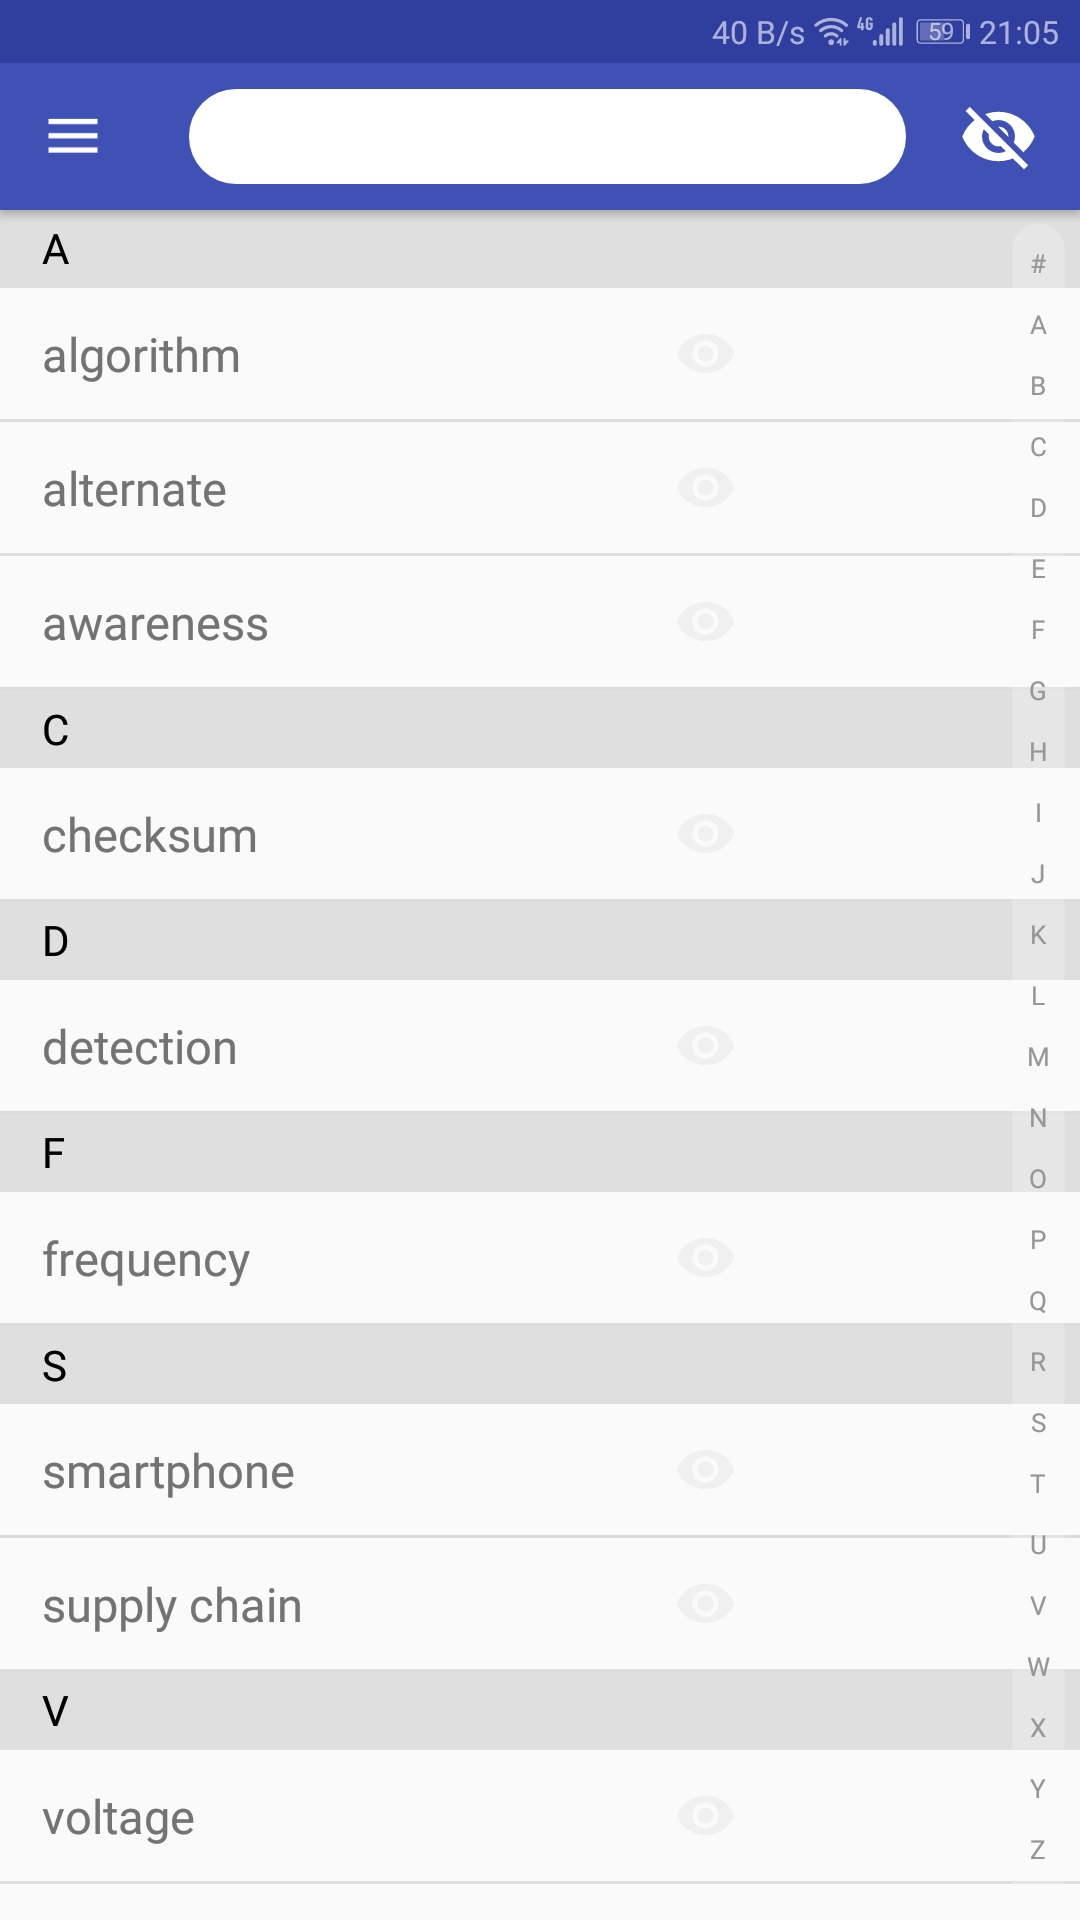 40 B/s 4G 59 21:05
A
algorithm
alternate
awareness
C
checksum
D
detection
F
frequency
S
smartphone
supply chain
V
voltage
#
A
B
C
D
E
F
G
H
I
J
K
L
M
N
O
P
Q
R
S
T
U
V
W
X
Y
Z